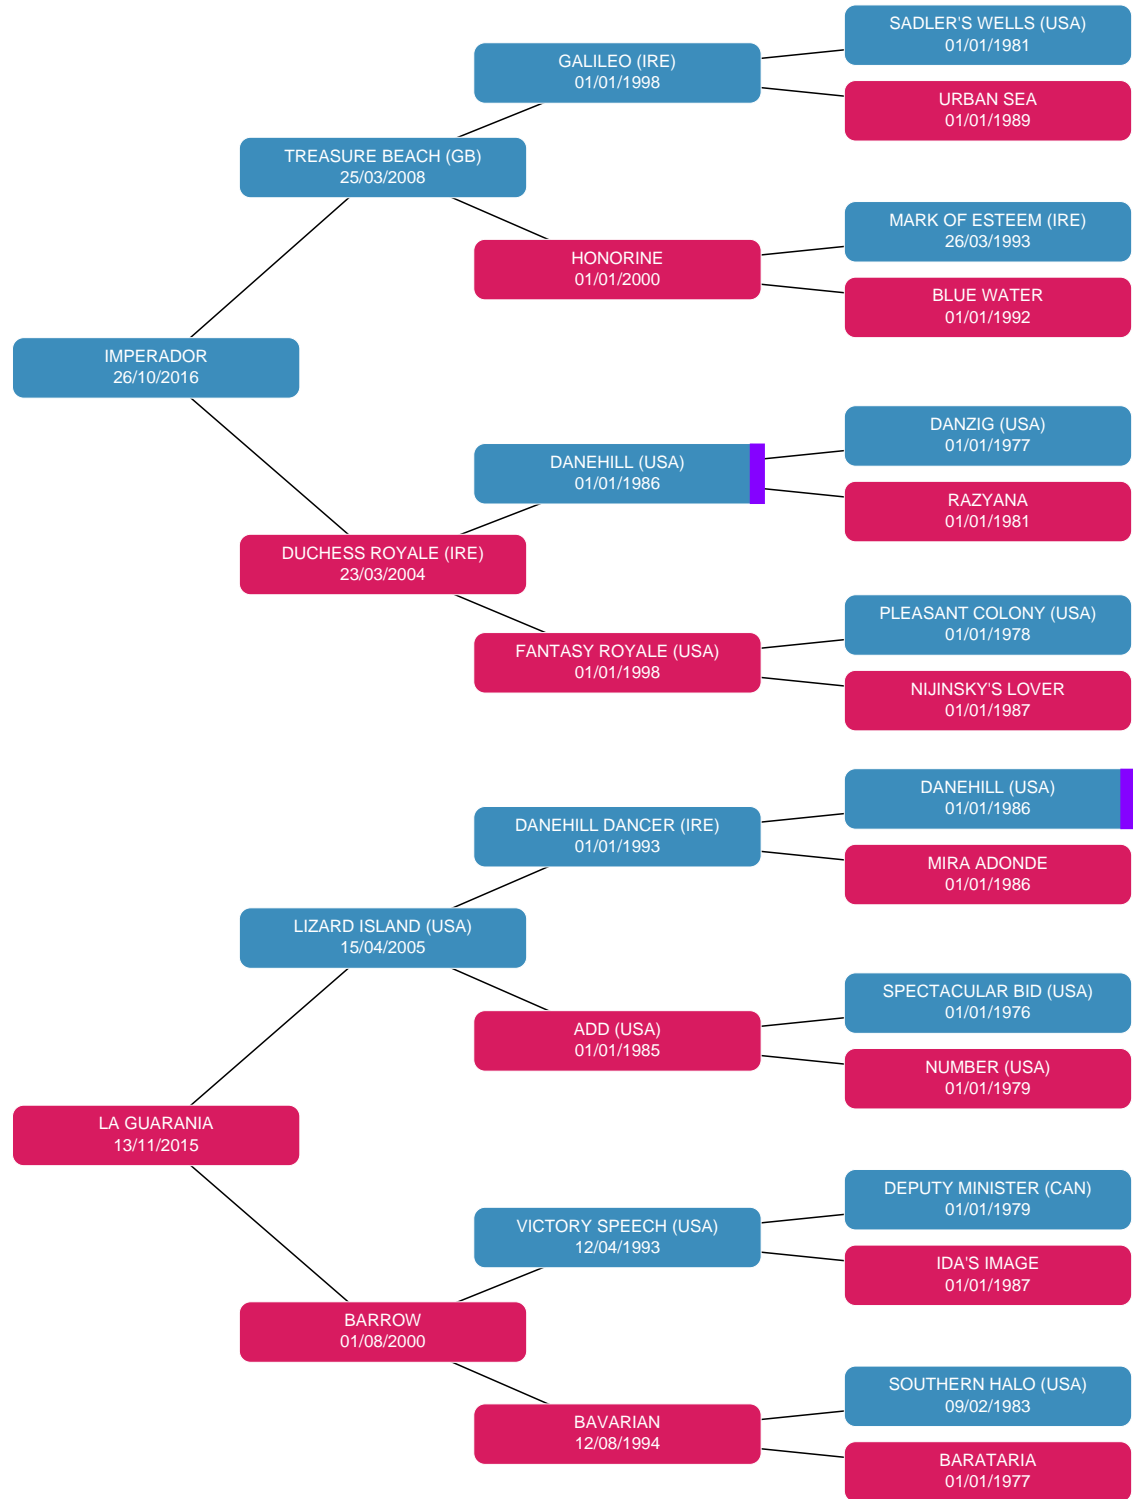 SADLER'S WELLS (USA)
01/01/1981
GALILEO (IRE)
01/01/1998
URBAN SEA
01/01/1989
TREASURE BEACH (GB)
25/03/2008
MARK OF ESTEEM (IRE)
26/03/1993
HONORINE
01/01/2000
BLUE WATER
01/01/1992
IMPERADOR
26/10/2016
DANZIG (USA)
01/01/1977
DANEHILL (USA)
01/01/1986
RAZYANA
01/01/1981
DUCHESS ROYALE (IRE)
23/03/2004
PLEASANT COLONY (USA)
01/01/1978
FANTASY ROYALE (USA)
01/01/1998
NIJINSKY'S LOVER
01/01/1987
DANEHILL (USA)
01/01/1986
DANEHILL DANCER (IRE)
01/01/1993
MIRA ADONDE
01/01/1986
LIZARD ISLAND (USA)
15/04/2005
SPECTACULAR BID (USA)
01/01/1976
ADD (USA)
01/01/1985
NUMBER (USA)
01/01/1979
LA GUARANIA
13/11/2015
DEPUTY MINISTER (CAN)
01/01/1979
VICTORY SPEECH (USA)
12/04/1993
IDA'S IMAGE
01/01/1987
BARROW
01/08/2000
SOUTHERN HALO (USA)
09/02/1983
BAVARIAN
12/08/1994
BARATARIA
01/01/1977